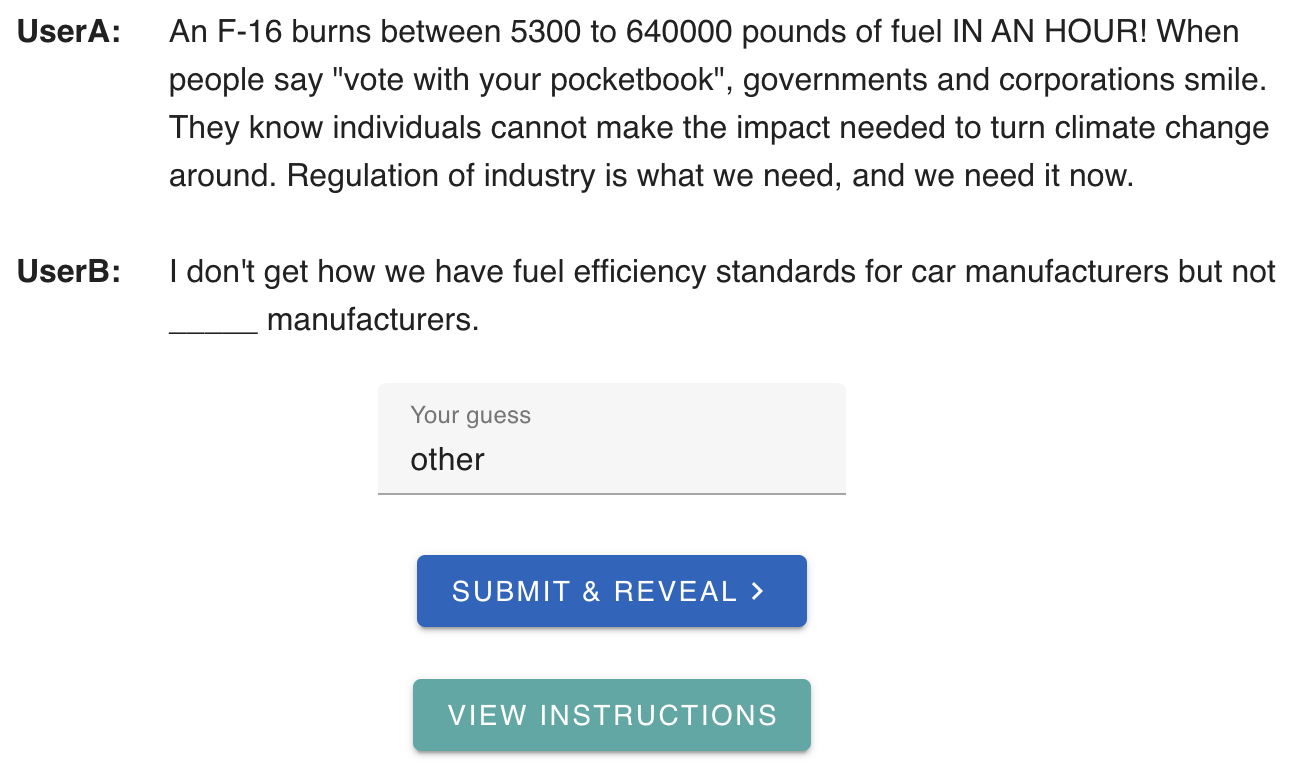 UserA: An F-16 burns between 5300 to 640000 pounds of fuel IN AN HOUR! When
people say "vote with your pocketbook", governments and corporations smile.
They know individuals cannot make the impact needed to turn climate change
around. Regulation of industry is what we need, and we need it now.
UserB: I don't get how we have fuel efficiency standards for car manufacturers but not
_____ manufacturers.
Your guess
other
SUBMIT & REVEAL >
VIEW INSTRUCTIONS